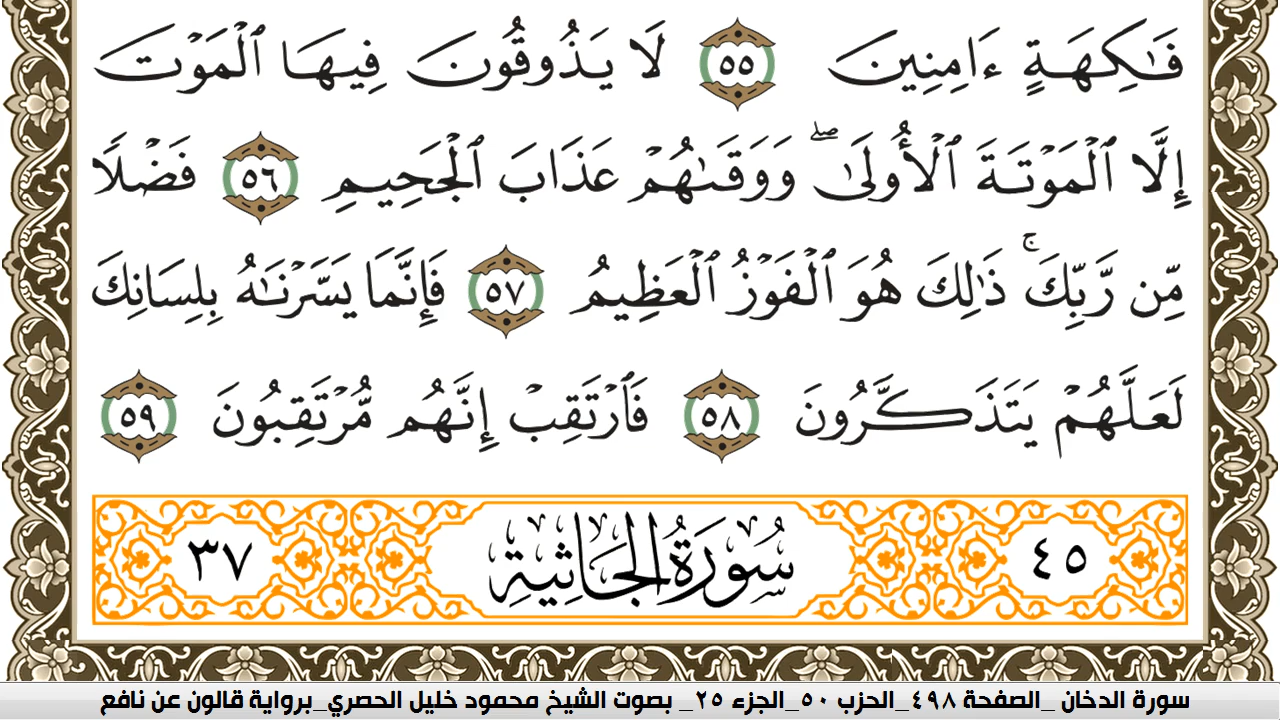 فَٰكِهَةٍ ءَامِنِينَ ٥٥ لَا يَذُوقُونَ فِيهَا ٱلْمَوْتَ
إِلَّا ٱلْمَوْتَةَ ٱلْأُولَىٰۖ وَوَقَىٰهُمْ عَذَابَ ٱلْجَحِيمِ ٥٦ فَضْلًا
مِّن رَّبِّكَۚ ذَٰلِكَ هُوَ ٱلْفَوْزُ ٱلْعَظِيمُ ٥٧ فَإِنَّمَا يَسَّرْنَٰهُ بِلِسَانِكَ
لَعَلَّهُمْ يَتَذَكَّرُونَ ٥٨ فَٱرْتَقِبْ إِنَّهُم مُّرْتَقِبُونَ ٥٩
٤٥ سُورَةُ الجَاثِيَةِ ٣٧
سورة الدخان _الصفحة ٤٩٨_الحزب ٥٠_الجزء ٢٥_ بصوت الشيخ محمود خليل الحصري_برواية قالون عن نافع